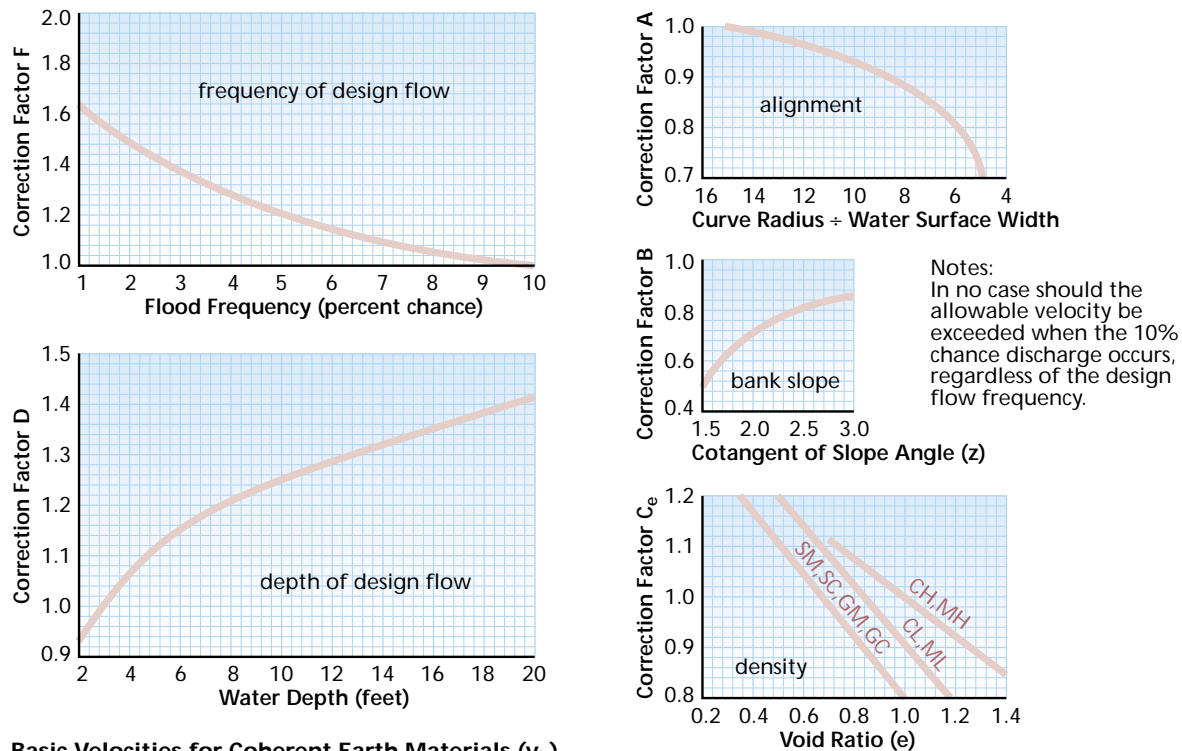 Correction Factor F
2.0
1.8
1.6
1.4
1.2
1.0
frequency of design flow
1 2 3 4 5 6 7 8 9 10
Flood Frequency (percent chance)
Correction Factor D
1.5
1.4
1.3
1.2
1.1
1.0
0.9
depth of design flow
2 4 6 8 10 12 14 16 18 20
Water Depth (feet)
Correction Factor A
1.0
0.9
0.8
0.7
alignment
16 14 12 10 8 6 4
Curve Radius ÷ Water Surface Width
Correction Factor B
1.0
0.8
0.6
0.4
bank slope
1.5 2.0 2.5 3.0
Cotangent of Slope Angle (z)
Notes:
In no case should the
allowable velocity be
exceeded when the 10%
chance discharge occurs,
regardless of the design
flow frequency.
Correction Factor Ce
1.2
1.1
1.0
0.9
0.8
SM,SC,GM,GC
CL,ML
CH,MH
density
0.2 0.4 0.6 0.8 1.0 1.2 1.4
Void Ratio (e)
Basic Velocities for Coherent Earth Materials (v